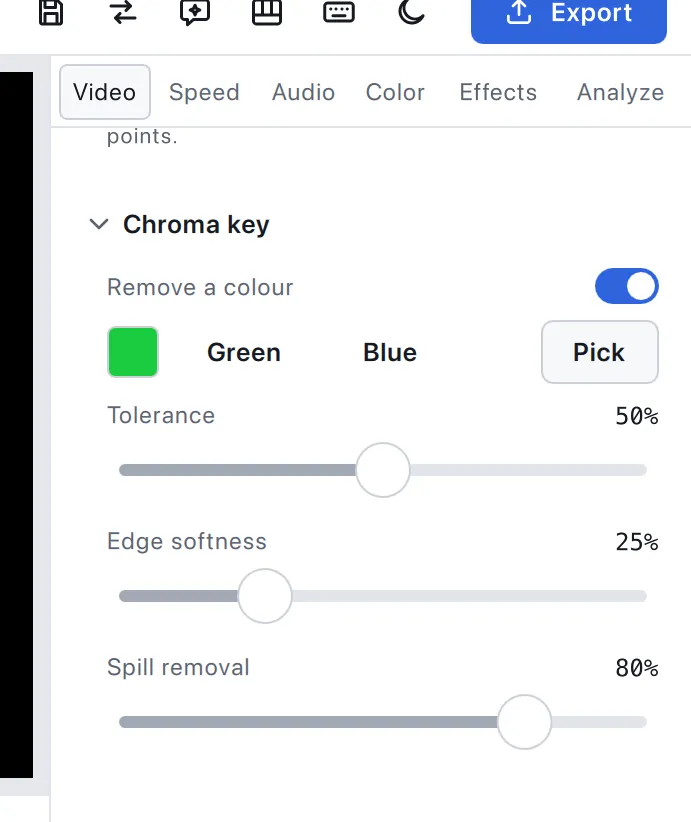 Export
Video Speed Audio Color Effects Analyze
points.
Chroma key
Remove a colour
Green Blue Pick
Tolerance 50%
Edge softness 25%
Spill removal 80%